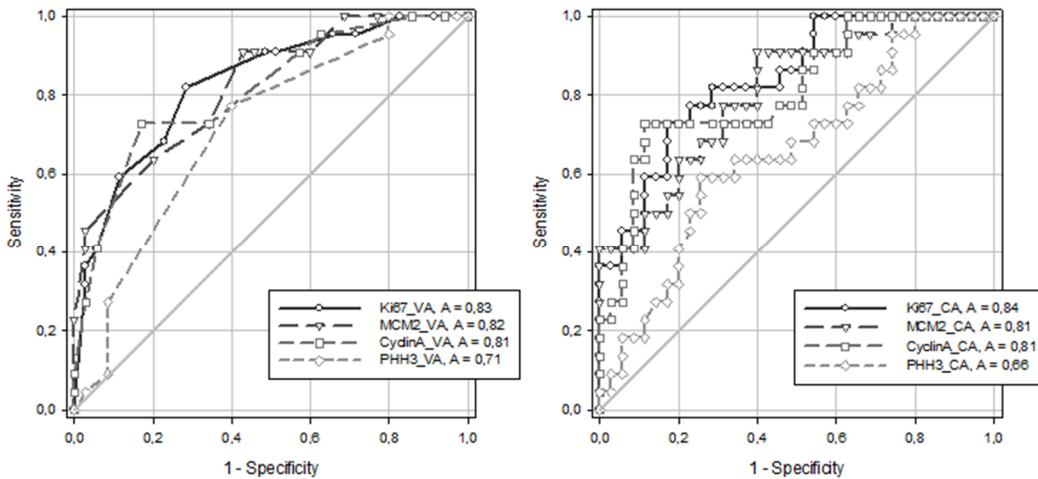 1,0
0,8
0,6
0,4
0,2
0,0
Sensitivity
0,0 0,2 0,4 0,6 0,8 1,0
1 - Specificity
Ki67_VA, A = 0,83
MCM2_VA, A = 0,82
CyclinA_VA, A = 0,81
PHH3_VA, A = 0,71
1,0
0,8
0,6
0,4
0,2
0,0
Sensitivity
0,0 0,2 0,4 0,6 0,8 1,0
1 - Specificity
Ki67_CA, A = 0,84
MCM2_CA, A = 0,81
CyclinA_CA, A = 0,81
PHH3_CA, A = 0,66